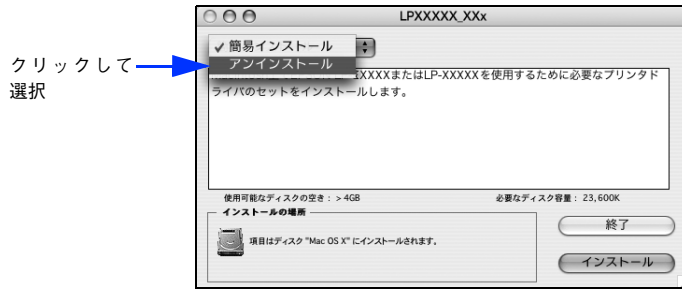 LPXXXXX_XXx
✓ 簡易インストール
アンインストール
クリックして
選択
XXXXまたはLP-XXXXXを使用するために必要なプリンタド
ライバのセットをインストールします。
使用可能なディスクの空き： > 4GB
必要なディスク容量： 23,600K
インストールの場所
項目はディスク "Mac OS X" にインストールされます。
終了
インストール